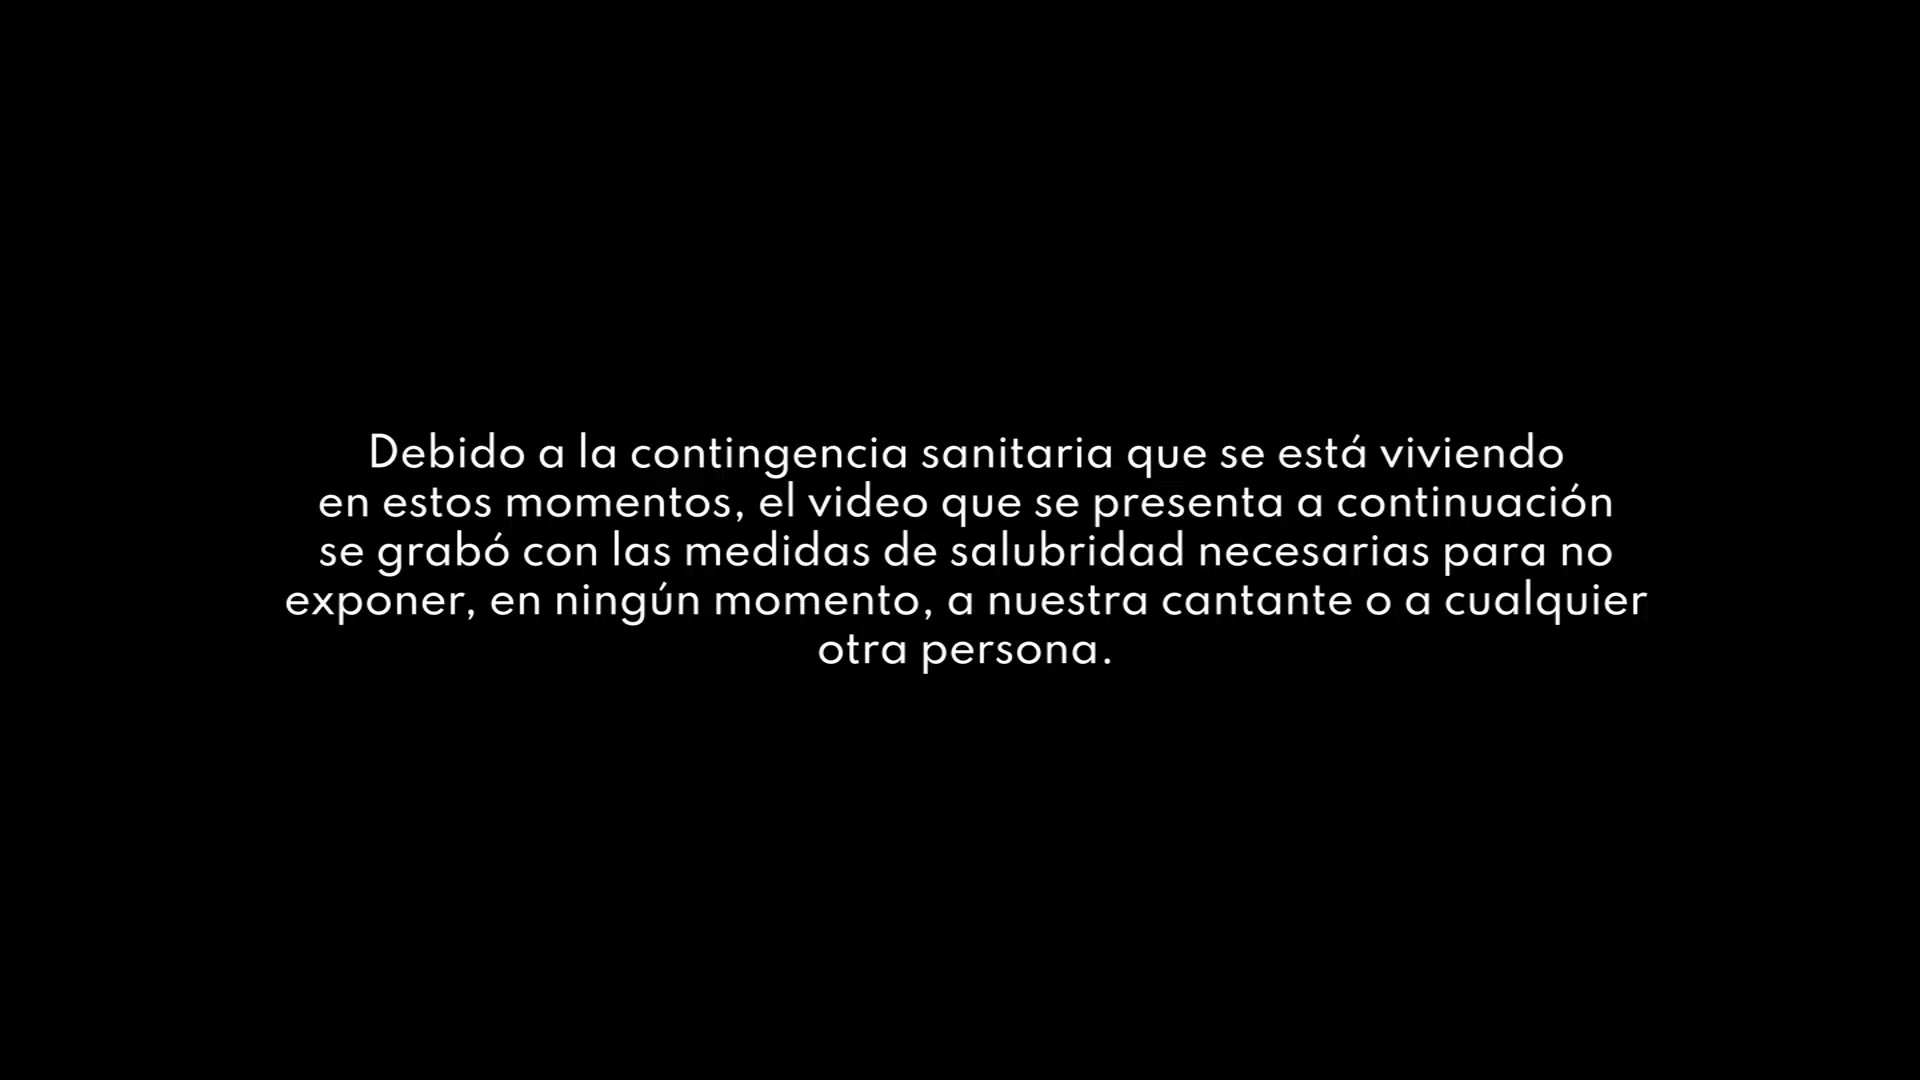 Debido a la contingencia sanitaria que se está viviendo
en estos momentos, el video que se presenta a continuación
se grabó con las medidas de salubridad necesarias para no
exponer, en ningún momento, a nuestra cantante o a cualquier
otra persona.